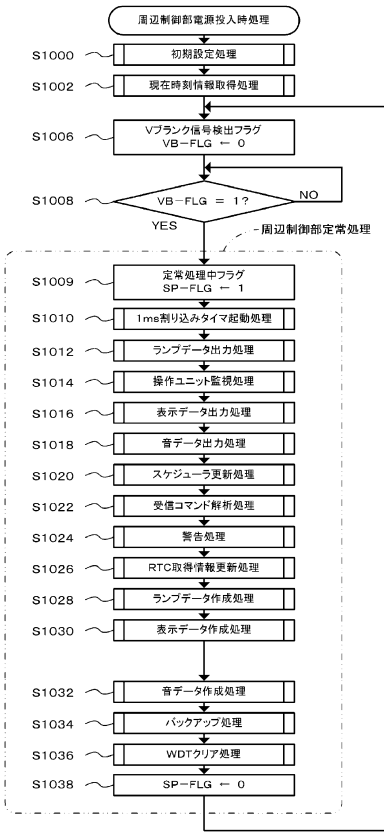 周辺制御部電源投入時処理
S1000 初期設定処理
S1002 現在時刻情報取得処理
S1006 Vブランク信号検出フラグ
VB-FLG ← 0
S1008 VB-FLG = 1?
NO
YES
周辺制御部定常処理
S1009 定常処理中フラグ
SP-FLG ← 1
S1010 1ms割り込みタイマ起動処理
S1012 ランプデータ出力処理
S1014 操作ユニット監視処理
S1016 表示データ出力処理
S1018 音データ出力処理
S1020 スケジューラ更新処理
S1022 受信コマンド解析処理
S1024 警告処理
S1026 RTC取得情報更新処理
S1028 ランプデータ作成処理
S1030 表示データ作成処理
S1032 音データ作成処理
S1034 バックアップ処理
S1036 WDTクリア処理
S1038 SP-FLG ← 0